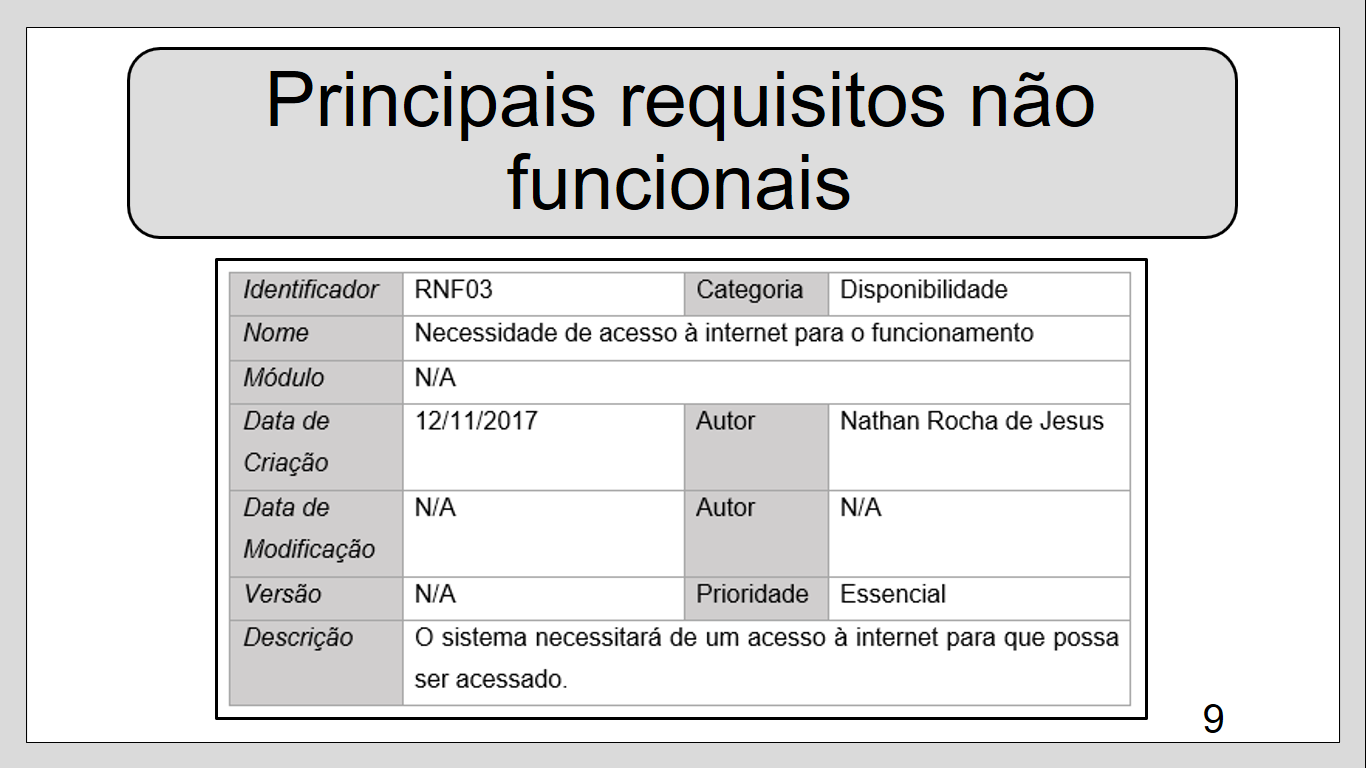 Principais requisitos não
funcionais
Identificador RNF03 Categoria Disponibilidade
Nome Necessidade de acesso à internet para o funcionamento
Módulo N/A
Data de 12/11/2017 Autor Nathan Rocha de Jesus
Criação
Data de N/A Autor N/A
Modificação
Versão N/A Prioridade Essencial
Descrição O sistema necessitará de um acesso à internet para que possa
ser acessado.
9